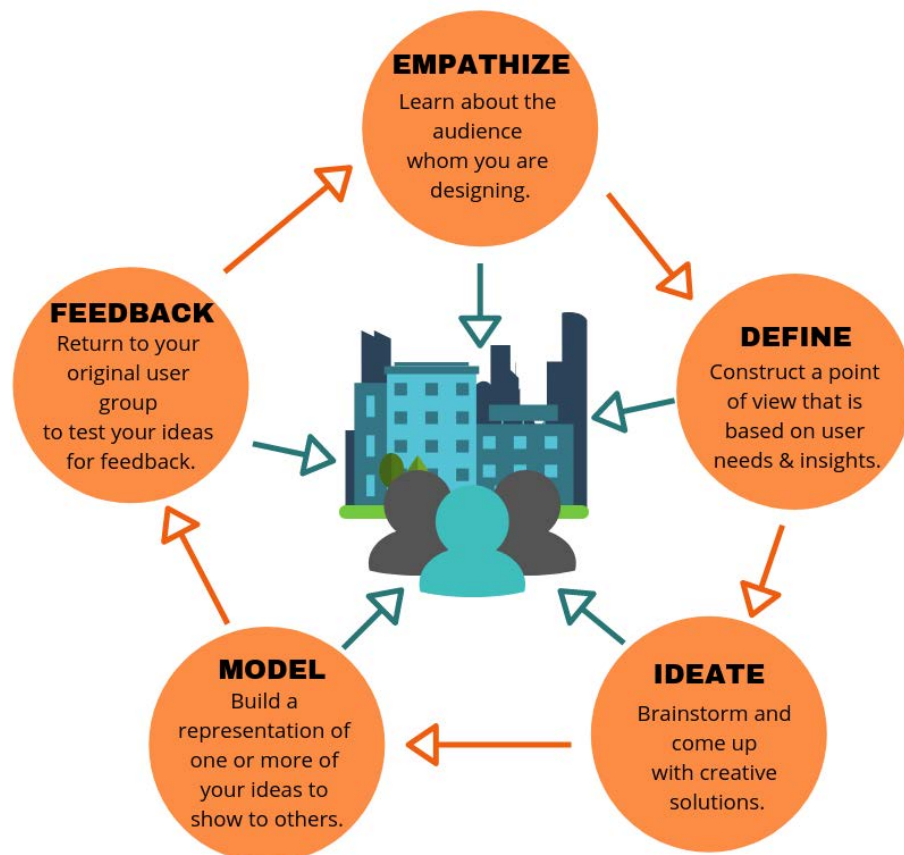 EMPATHIZE
Learn about the
audience
whom you are
designing.
DEFINE
Construct a point
of view that is
based on user
needs & insights.
IDEATE
Brainstorm and
come up
with creative
solutions.
MODEL
Build a
representation of
one or more of
your ideas to
show to others.
FEEDBACK
Return to your
original user
group
to test your ideas
for feedback.